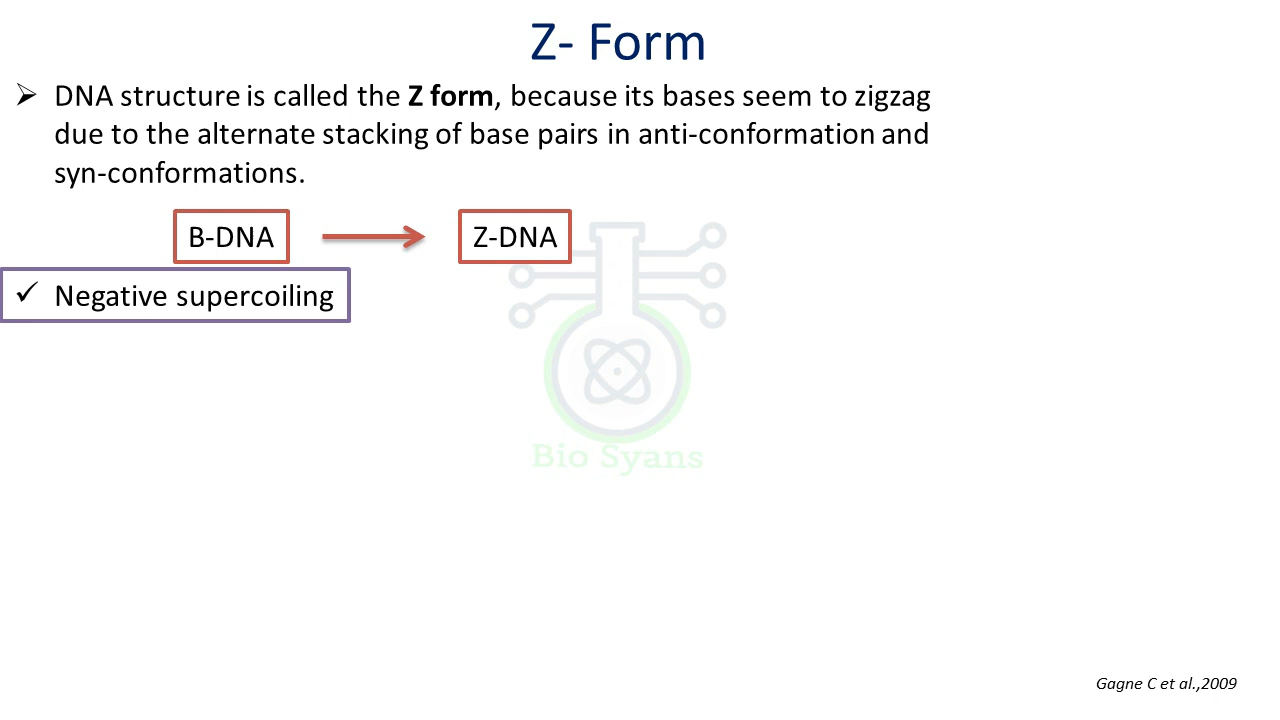 Z- Form
➢ DNA structure is called the Z form, because its bases seem to zigzag
due to the alternate stacking of base pairs in anti-conformation and
syn-conformations.
B-DNA Z-DNA
✓ Negative supercoiling
Bio Syans
Gagne C et al.,2009